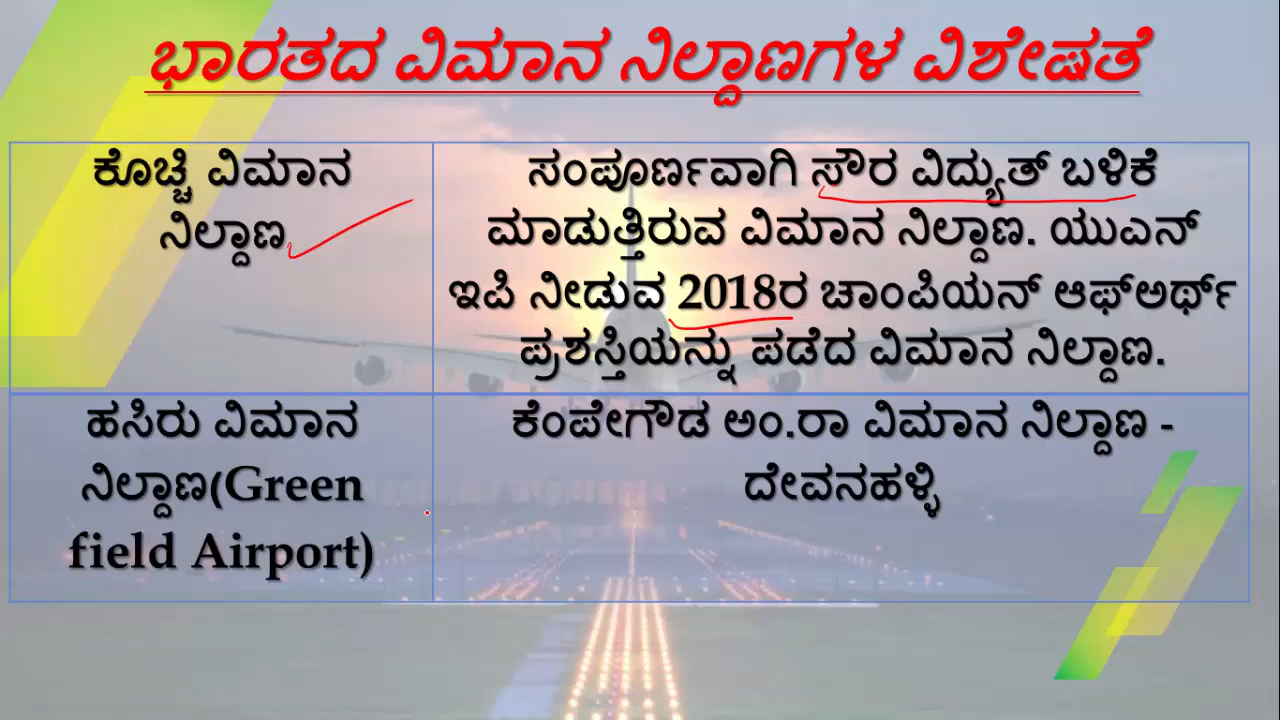 ಭಾರತದ ವಿಮಾನ ನಿಲ್ದಾಣಗಳ ವಿಶೇಷತೆ
ಕೊಚ್ಚಿ ವಿಮಾನ
ನಿಲ್ದಾಣ
ಸಂಪೂರ್ಣವಾಗಿ ಸೌರ ವಿದ್ಯುತ್ ಬಳಿಕೆ
ಮಾಡುತ್ತಿರುವ ವಿಮಾನ ನಿಲ್ದಾಣ. ಯುಎನ್
ಇಪಿ ನೀಡುವ 2018ರ ಚಾಂಪಿಯನ್ ಆಫ್ಅರ್ಥ್
ಪ್ರಶಸ್ತಿಯನ್ನು ಪಡೆದ ವಿಮಾನ ನಿಲ್ದಾಣ.
ಹಸಿರು ವಿಮಾನ
ನಿಲ್ದಾಣ(Green
field Airport)
ಕೆಂಪೇಗೌಡ ಅಂ.ರಾ ವಿಮಾನ ನಿಲ್ದಾಣ -
ದೇವನಹಳ್ಳಿ